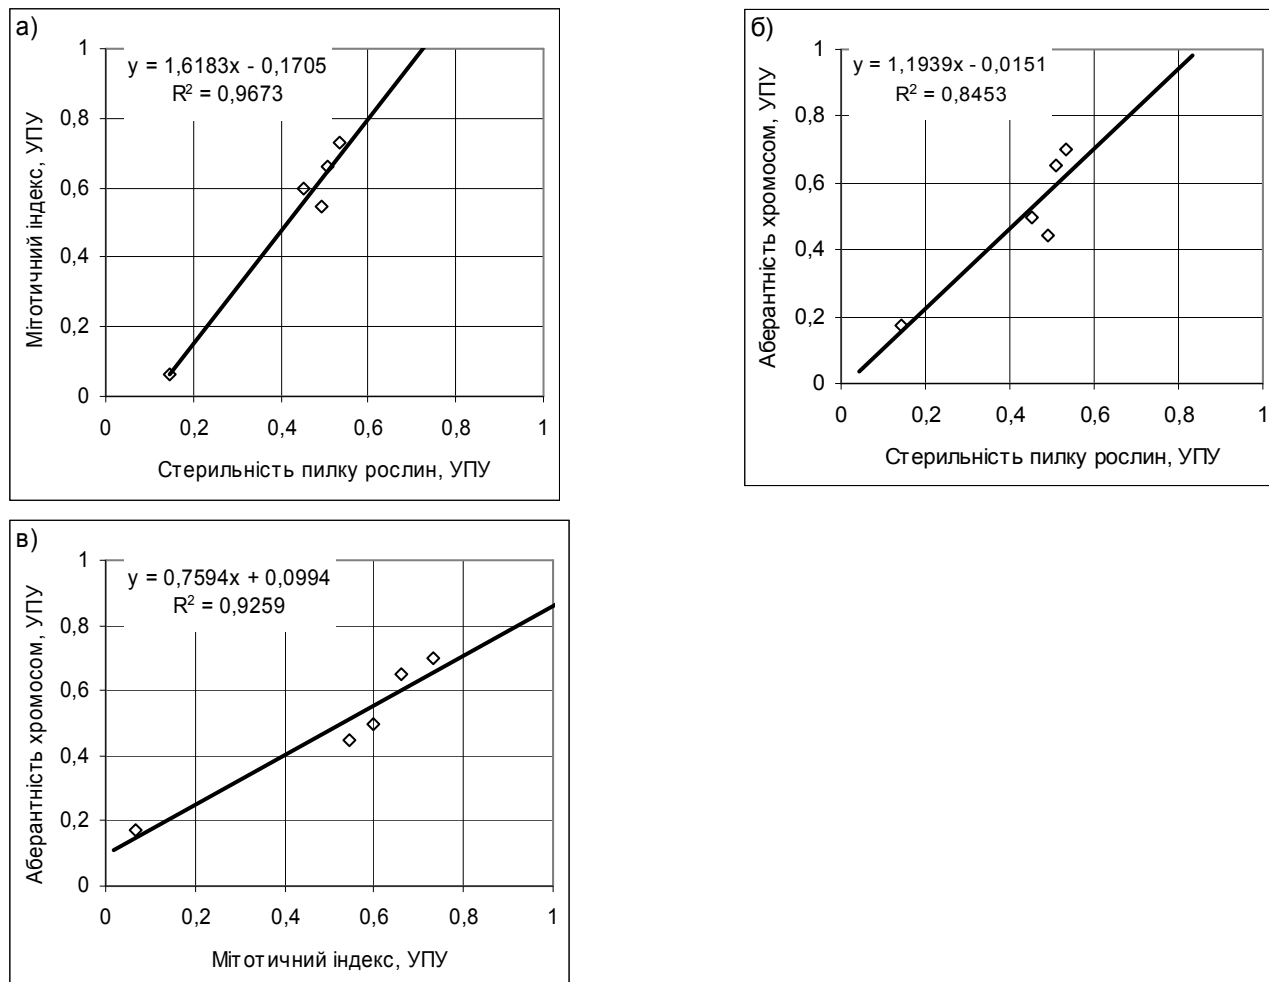 а)
y = 1,6183x - 0,1705
R² = 0,9673
Мітотичний індекс, УПУ
1
0,8
0,6
0,4
0,2
0
0 0,2 0,4 0,6 0,8 1
Стерильність пилку рослин, УПУ
б)
y = 1,1939x - 0,0151
R² = 0,8453
Аберантність хромосом, УПУ
1
0,8
0,6
0,4
0,2
0
0 0,2 0,4 0,6 0,8 1
Стерильність пилку рослин, УПУ
в)
y = 0,7594x + 0,0994
R² = 0,9259
Аберантність хромосом, УПУ
1
0,8
0,6
0,4
0,2
0
0 0,2 0,4 0,6 0,8 1
Мітотичний індекс, УПУ